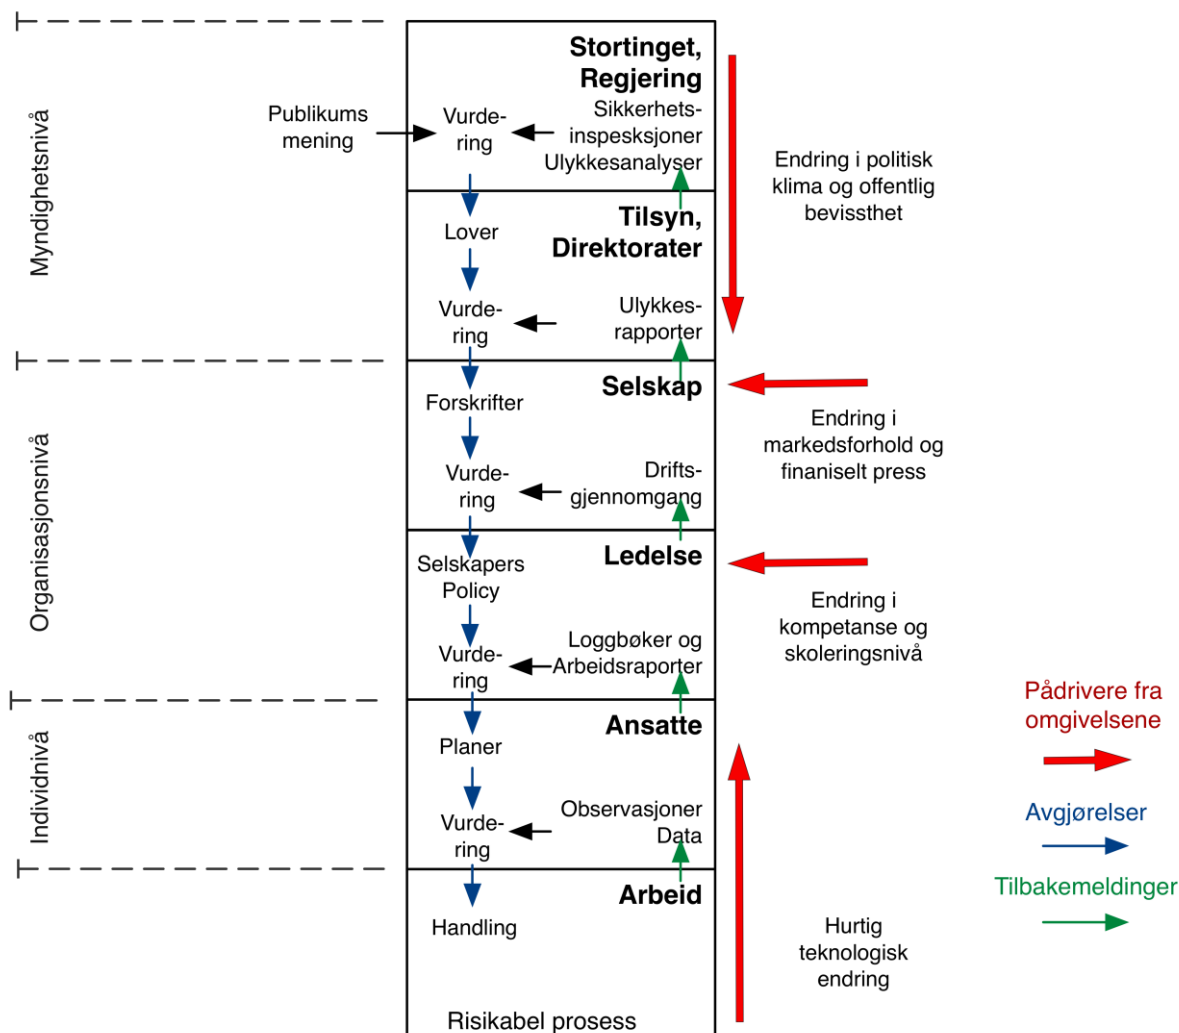 Myndighetsnivå
Stortinget,
Regjering
Publikums
mening
Vurde-
ring
Sikkerhets-
inspesksjoner
Ulykkesanalyser
Endring i politisk
klima og offentlig
bevissthet
Lover
Tilsyn,
Direktorater
Vurde-
ring
Ulykkes-
rapporter
Organisasjonsnivå
Selskap
Forskrifter
Endring i
markedsforhold og
finaniselt press
Vurde-
ring
Drifts-
gjennomgang
Ledelse
Selskapers
Policy
Endring i
kompetanse og
skoleringsnivå
Vurde-
ring
Loggbøker og
Arbeidsraporter
Individnivå
Ansatte
Planer
Vurde-
ring
Observasjoner
Data
Arbeid
Handling
Hurtig
teknologisk
endring
Risikabel prosess
Pådrivere fra
omgivelsene
Avgjørelser
Tilbakemeldinger